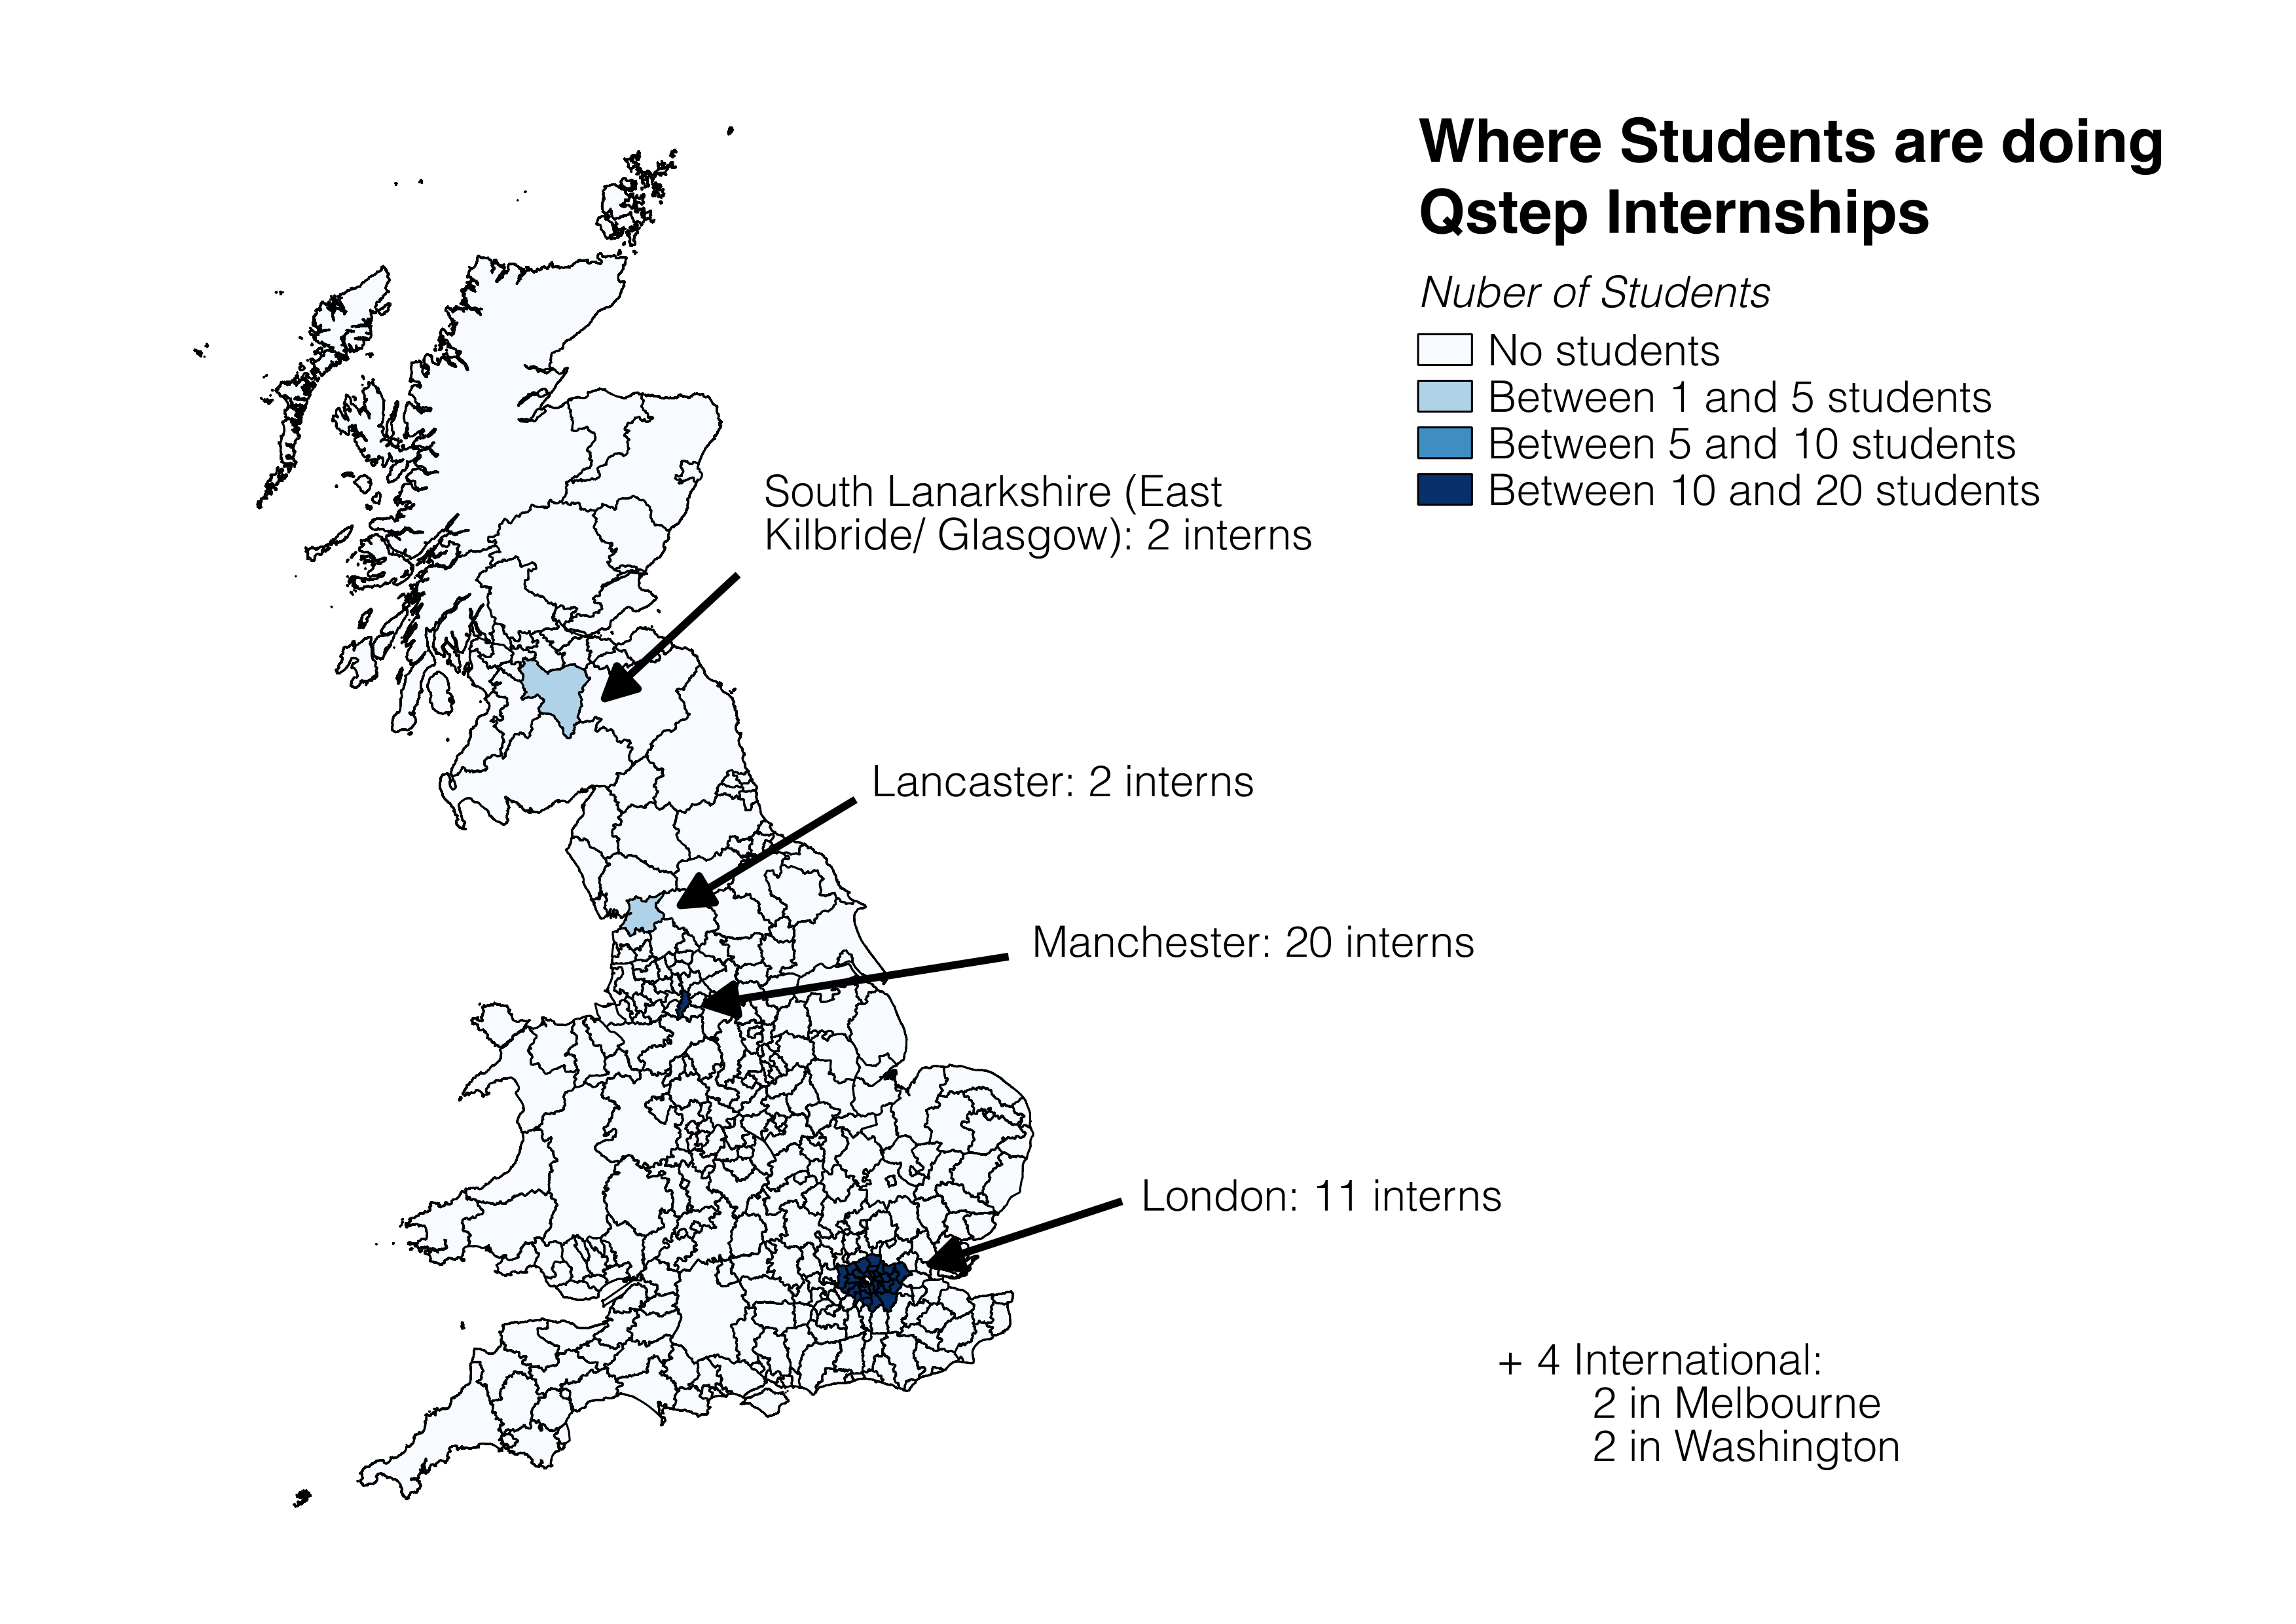 Where Students are doing
Qstep Internships
Nuber of Students
No students
Between 1 and 5 students
Between 5 and 10 students
Between 10 and 20 students
South Lanarkshire (East
Kilbride/ Glasgow): 2 interns
Lancaster: 2 interns
Manchester: 20 interns
London: 11 interns
+ 4 International:
2 in Melbourne
2 in Washington